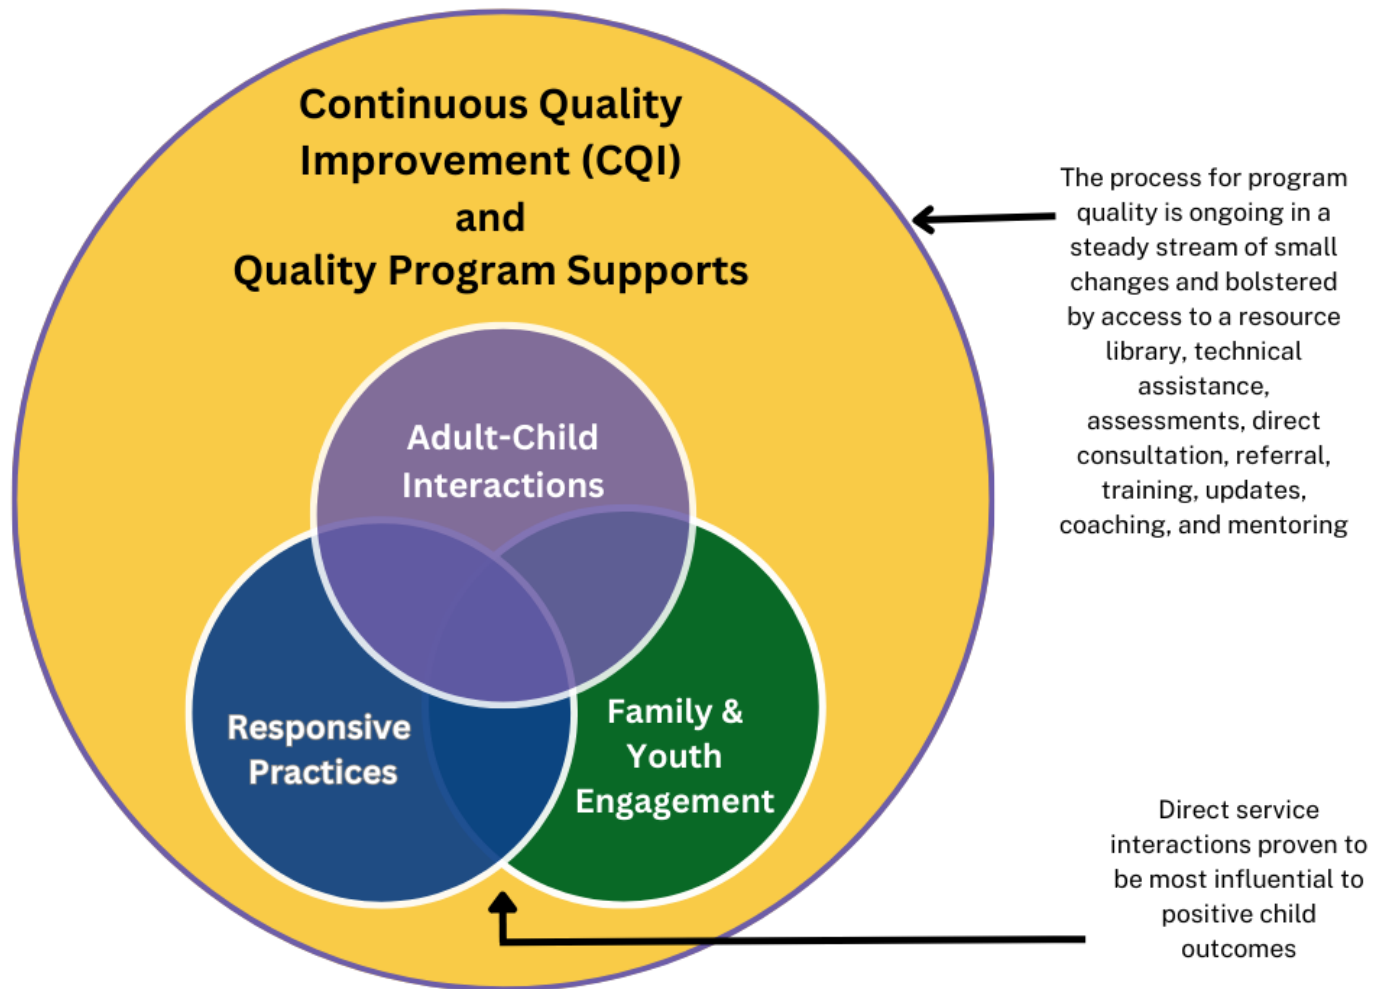 Continuous Quality
Improvement (CQI)
and
Quality Program Supports
Adult-Child
Interactions
Responsive
Practices
Family &
Youth
Engagement
The process for program
quality is ongoing in a
steady stream of small
changes and bolstered
by access to a resource
library, technical
assistance,
assessments, direct
consultation, referral,
training, updates,
coaching, and mentoring
Direct service
interactions proven to
be most influential to
positive child
outcomes